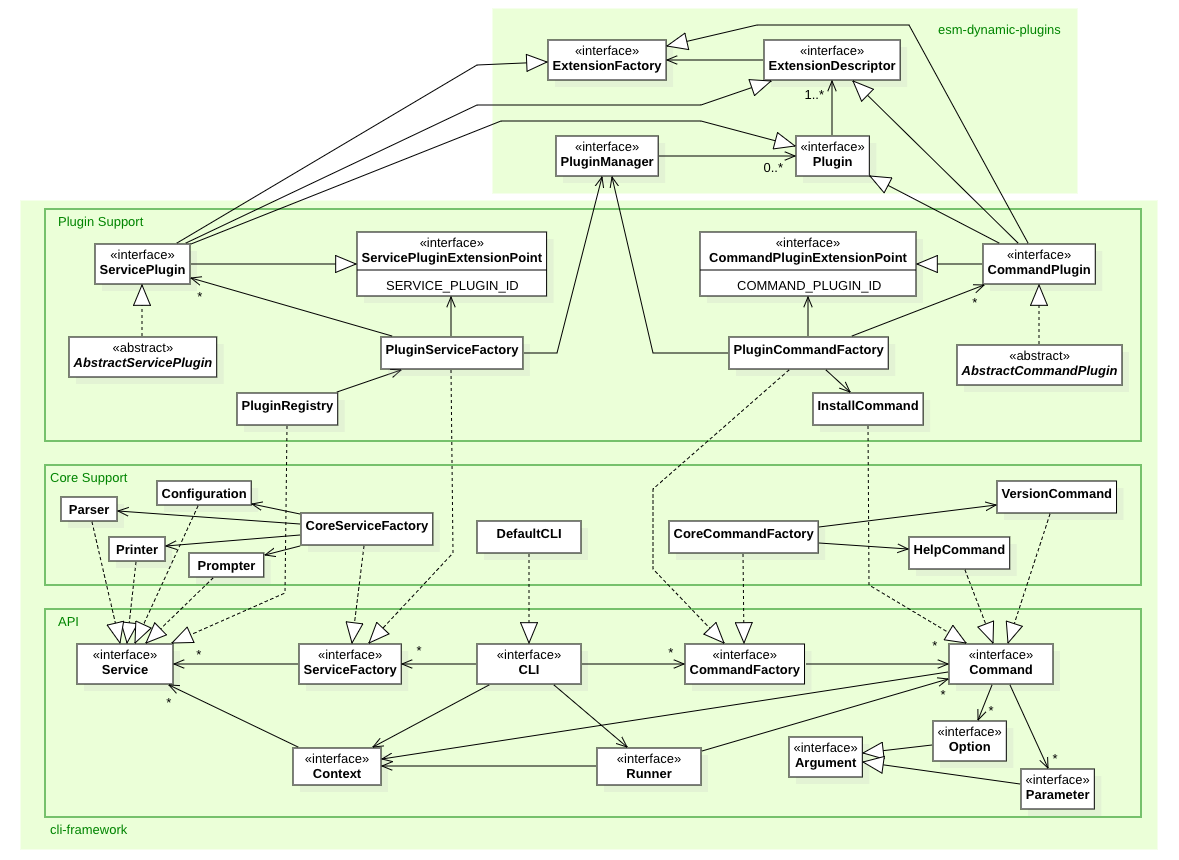 esm-dynamic-plugins
«interface»
ExtensionFactory
«interface»
ExtensionDescriptor
1..*
«interface»
PluginManager
0..*
«interface»
Plugin
Plugin Support
«interface»
ServicePlugin
*
«interface»
ServicePluginExtensionPoint
SERVICE_PLUGIN_ID
«interface»
CommandPluginExtensionPoint
COMMAND_PLUGIN_ID
«interface»
CommandPlugin
*
«abstract»
AbstractServicePlugin
PluginServiceFactory
PluginCommandFactory
«abstract»
AbstractCommandPlugin
PluginRegistry
InstallCommand
Core Support
Configuration
Parser
Printer
Prompter
CoreServiceFactory
DefaultCLI
CoreCommandFactory
VersionCommand
HelpCommand
API
«interface»
Service
*
«interface»
ServiceFactory
*
«interface»
CLI
*
«interface»
CommandFactory
*
«interface»
Command
*
*
«interface»
Context
«interface»
Runner
«interface»
Argument
*
«interface»
Option
*
«interface»
Parameter
cli-framework